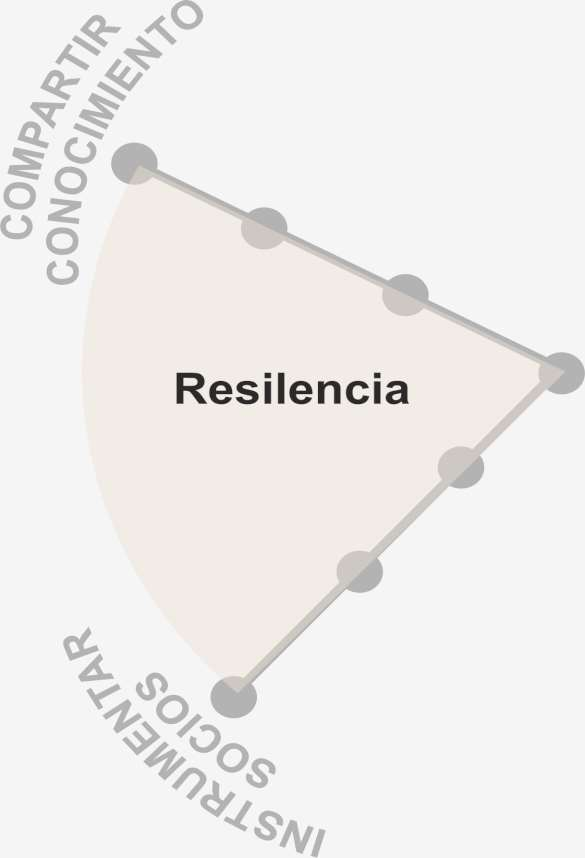 COMPARTIR
CONOCIMIENTO
Resilencia
INSTRUMENTAR
SOCIOS